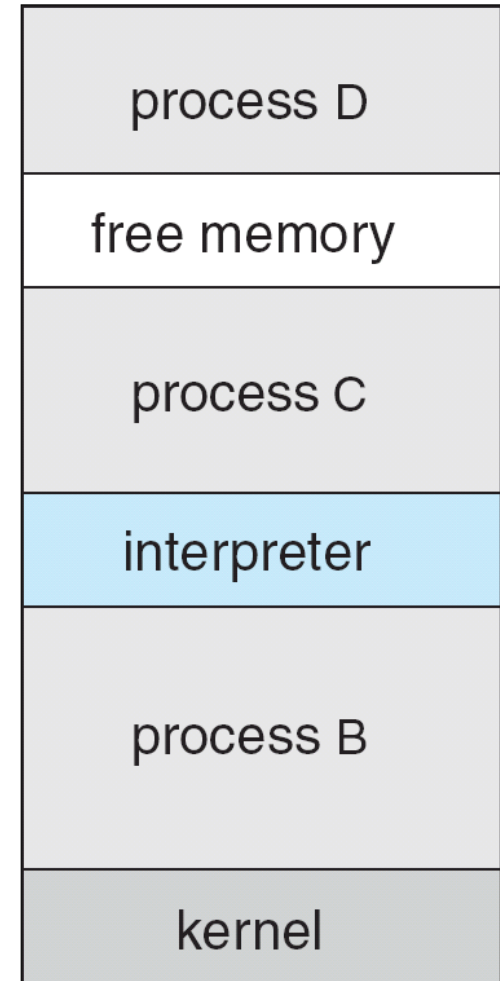 process D
free memory
process C
interpreter
process B
kernel